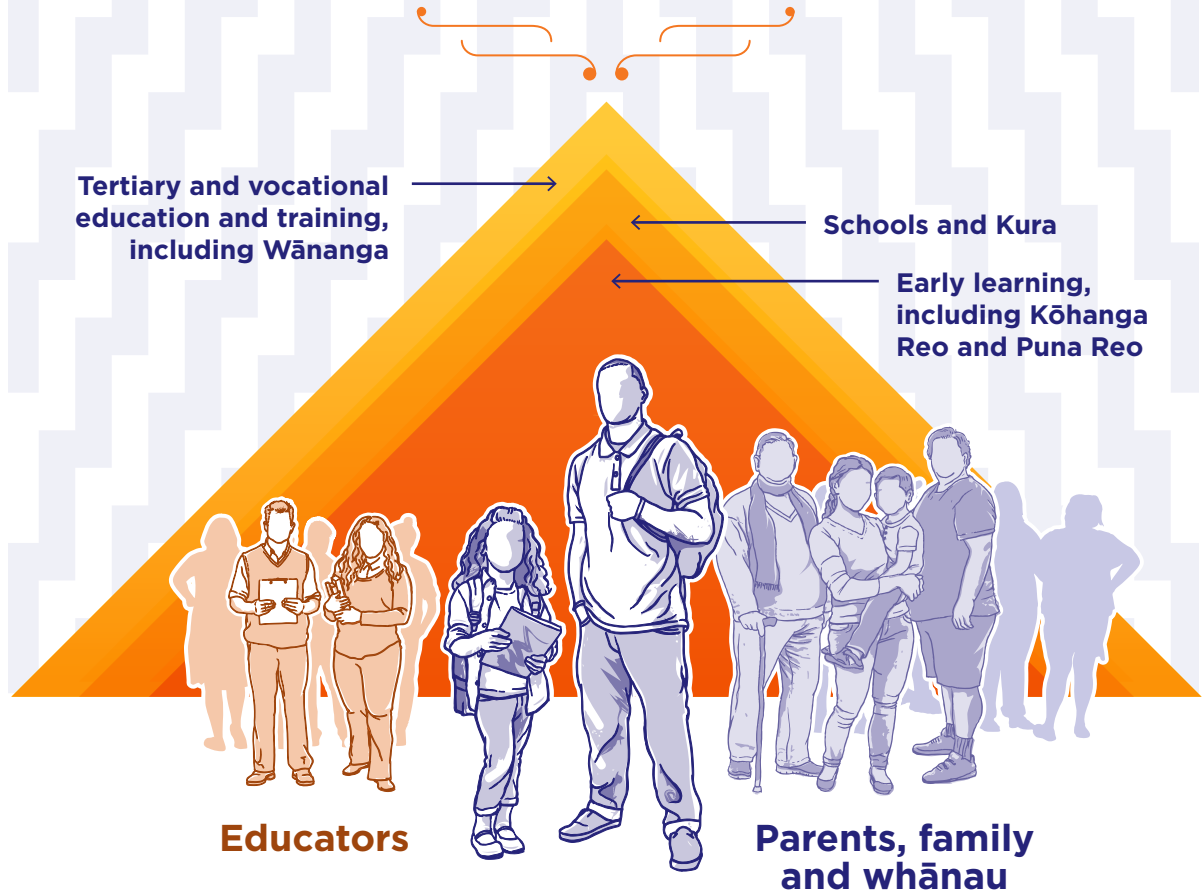 Tertiary and vocational
education and training,
including Wānanga
Schools and Kura
Early learning,
including Kōhanga
Reo and Puna Reo
Educators
Parents, family
and whānau